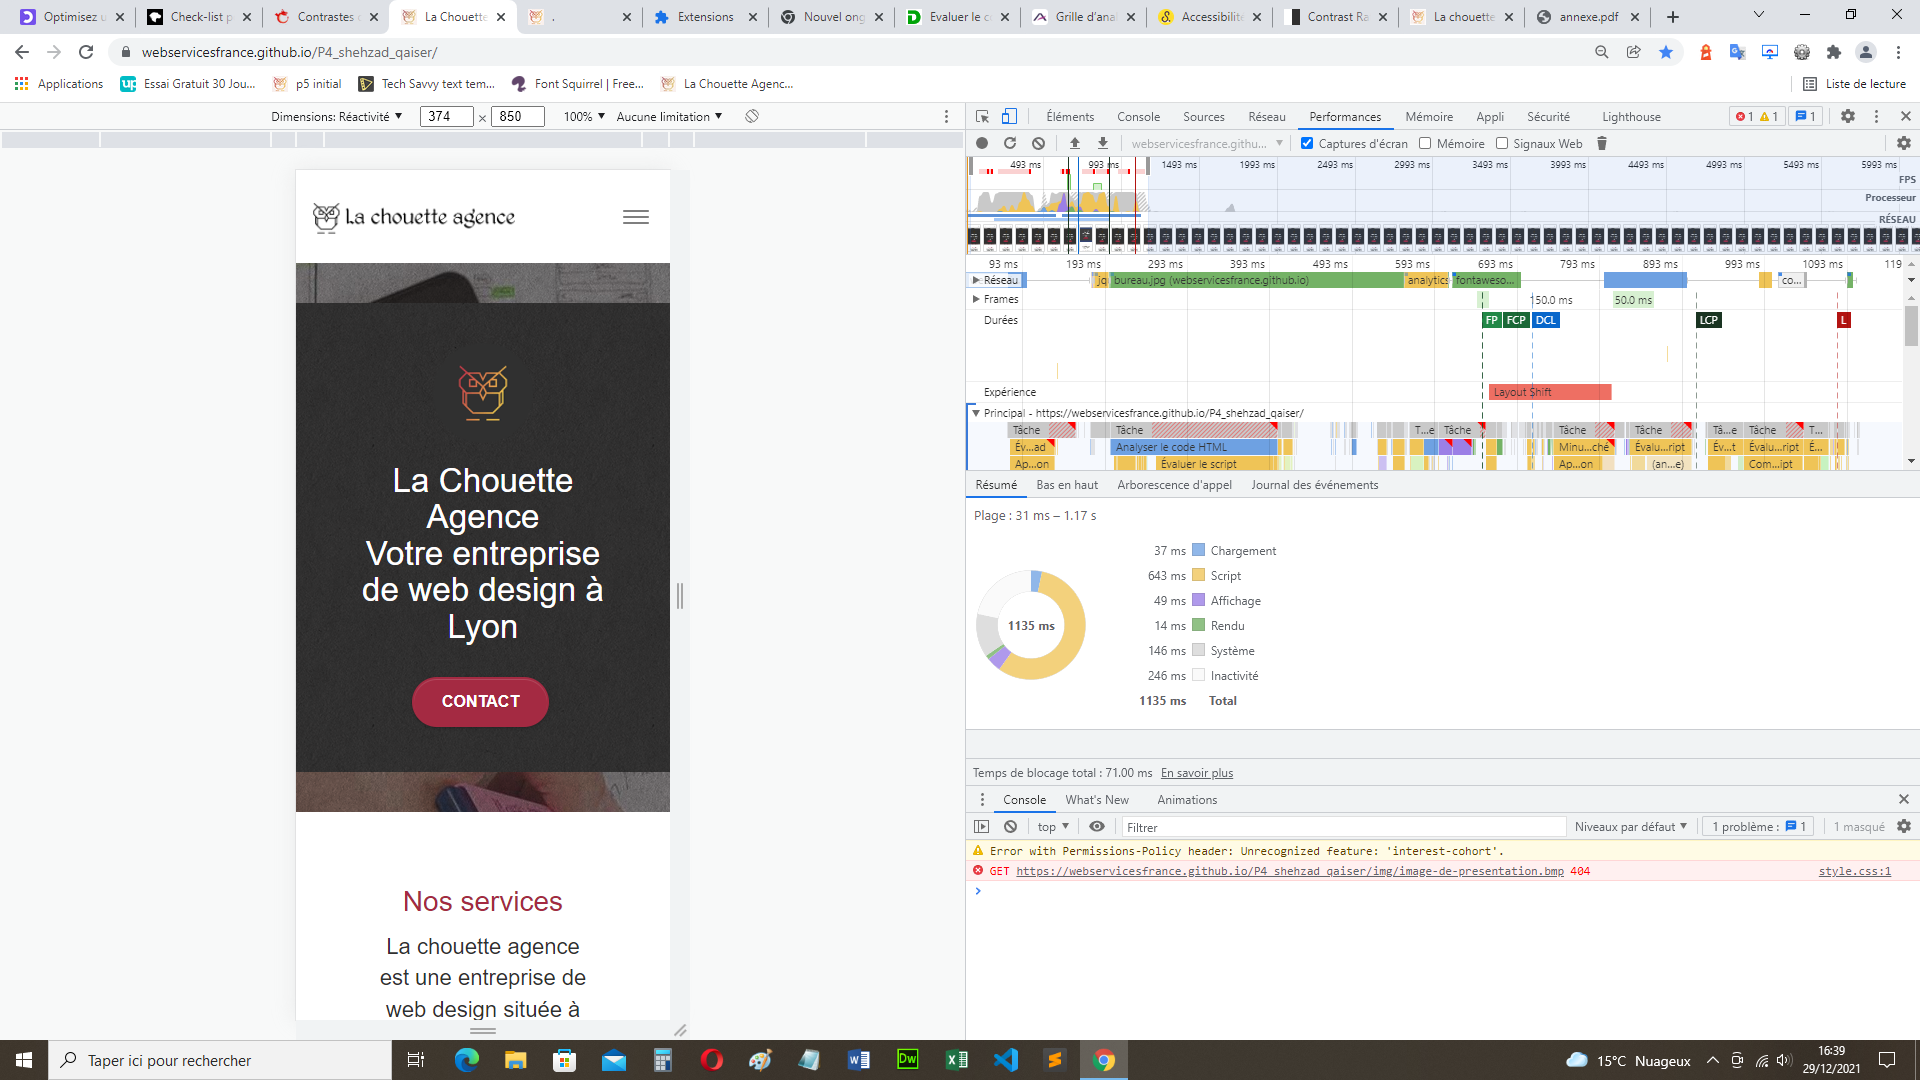 Optimisez u
Check-list p
Contrastes
La Chouette
.
Extensions
Nouvel ong
Evaluer le c
Grille d'ana
Accessibilit
Contrast Ra
La chouette
annexe.pdf
webservicesfrance.github.io/P4_shehzad_qaiser/
Applications
Essai Gratuit 30 Jou...
p5 initial
Tech Savvy text tem...
Font Squirrel | Free...
La Chouette Agenc...
Liste de lecture
Dimensions: Réactivité
374 × 850
100%
Aucune limitation
La chouette agence
La Chouette
Agence
Votre entreprise
de web design à
Lyon
CONTACT
Nos services
La chouette agence
est une entreprise de
web design située à
Éléments Console Sources Réseau Performances Mémoire Appli Sécurité Lighthouse
1 1 1
webservicesfrance.githu...
Captures d'écran Mémoire Signaux Web
493 ms 993 ms 1493 ms 1993 ms 2493 ms 2993 ms 3493 ms 3993 ms 4493 ms 4993 ms 5493 ms 5993 ms
FPS
Processeur
RÉSEAU
93 ms 193 ms 293 ms 393 ms 493 ms 593 ms 693 ms 793 ms 893 ms 993 ms 1093 ms 119
Réseau jq bureau.jpg (webservicesfrance.github.io) analytics fontaweso... co...
Frames 150.0 ms 50.0 ms
Durées FP FCP DCL LCP L
Expérience Layout Shift
Principal - https://webservicesfrance.github.io/P4_shehzad_qaiser/
Tâche Tâche T...e Tâche Tâche Tâche Tâ...e Tâche T...
Év...ad Analyser le code HTML Minu...ché Évalu...ript Év...t Évalu...ript É...
Ap...on Évaluer le script Ap...on (an...e) Com...ipt
Résumé Bas en haut Arborescence d'appel Journal des événements
Plage : 31 ms – 1.17 s
37 ms Chargement
643 ms Script
49 ms Affichage
1135 ms
14 ms Rendu
146 ms Système
246 ms Inactivité
1135 ms Total
Temps de blocage total : 71.00 ms En savoir plus
Console What's New Animations
top Filtrer Niveaux par défaut 1 problème : 1 1 masqué
Error with Permissions-Policy header: Unrecognized feature: 'interest-cohort'.
GET https://webservicesfrance.github.io/P4_shehzad_qaiser/img/image-de-presentation.bmp 404 style.css:1
Taper ici pour rechercher
15°C Nuageux
16:39
29/12/2021